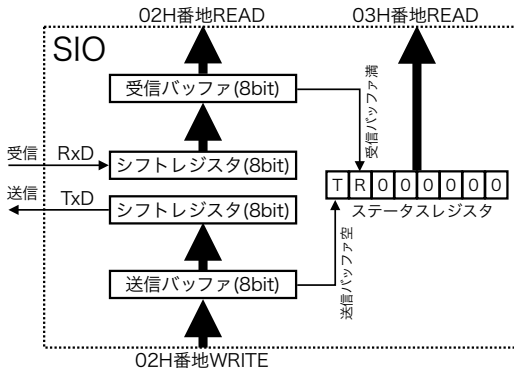 02H番地READ
03H番地READ
SIO
受信バッファ(8bit)
受信バッファ満
受信
RxD
シフトレジスタ(8bit)
送信
TxD
シフトレジスタ(8bit)
T R 0 0 0 0 0 0
ステータスレジスタ
送信バッファ空
送信バッファ(8bit)
02H番地WRITE